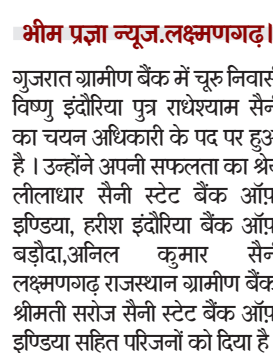 भीम प्रज्ञा न्यूज.लक्ष्मणगढ़।
गुजरात ग्रामीण बैंक में चूरु निवासी
विष्णु इंदौरिया पुत्र राधेश्याम सैनी
का चयन अधिकारी के पद पर हुआ
है । उन्होंने अपनी सफलता का श्रेय
लीलाधार सैनी स्टेट बैंक ऑफ़
इण्डिया, हरीश इंदौरिया बैंक ऑफ़
बड़ौदा,अनिल कुमार सैनी
लक्ष्मणगढ़ राजस्थान ग्रामीण बैंक
श्रीमती सरोज सैनी स्टेट बैंक ऑफ़
इण्डिया सहित परिजनों को दिया है